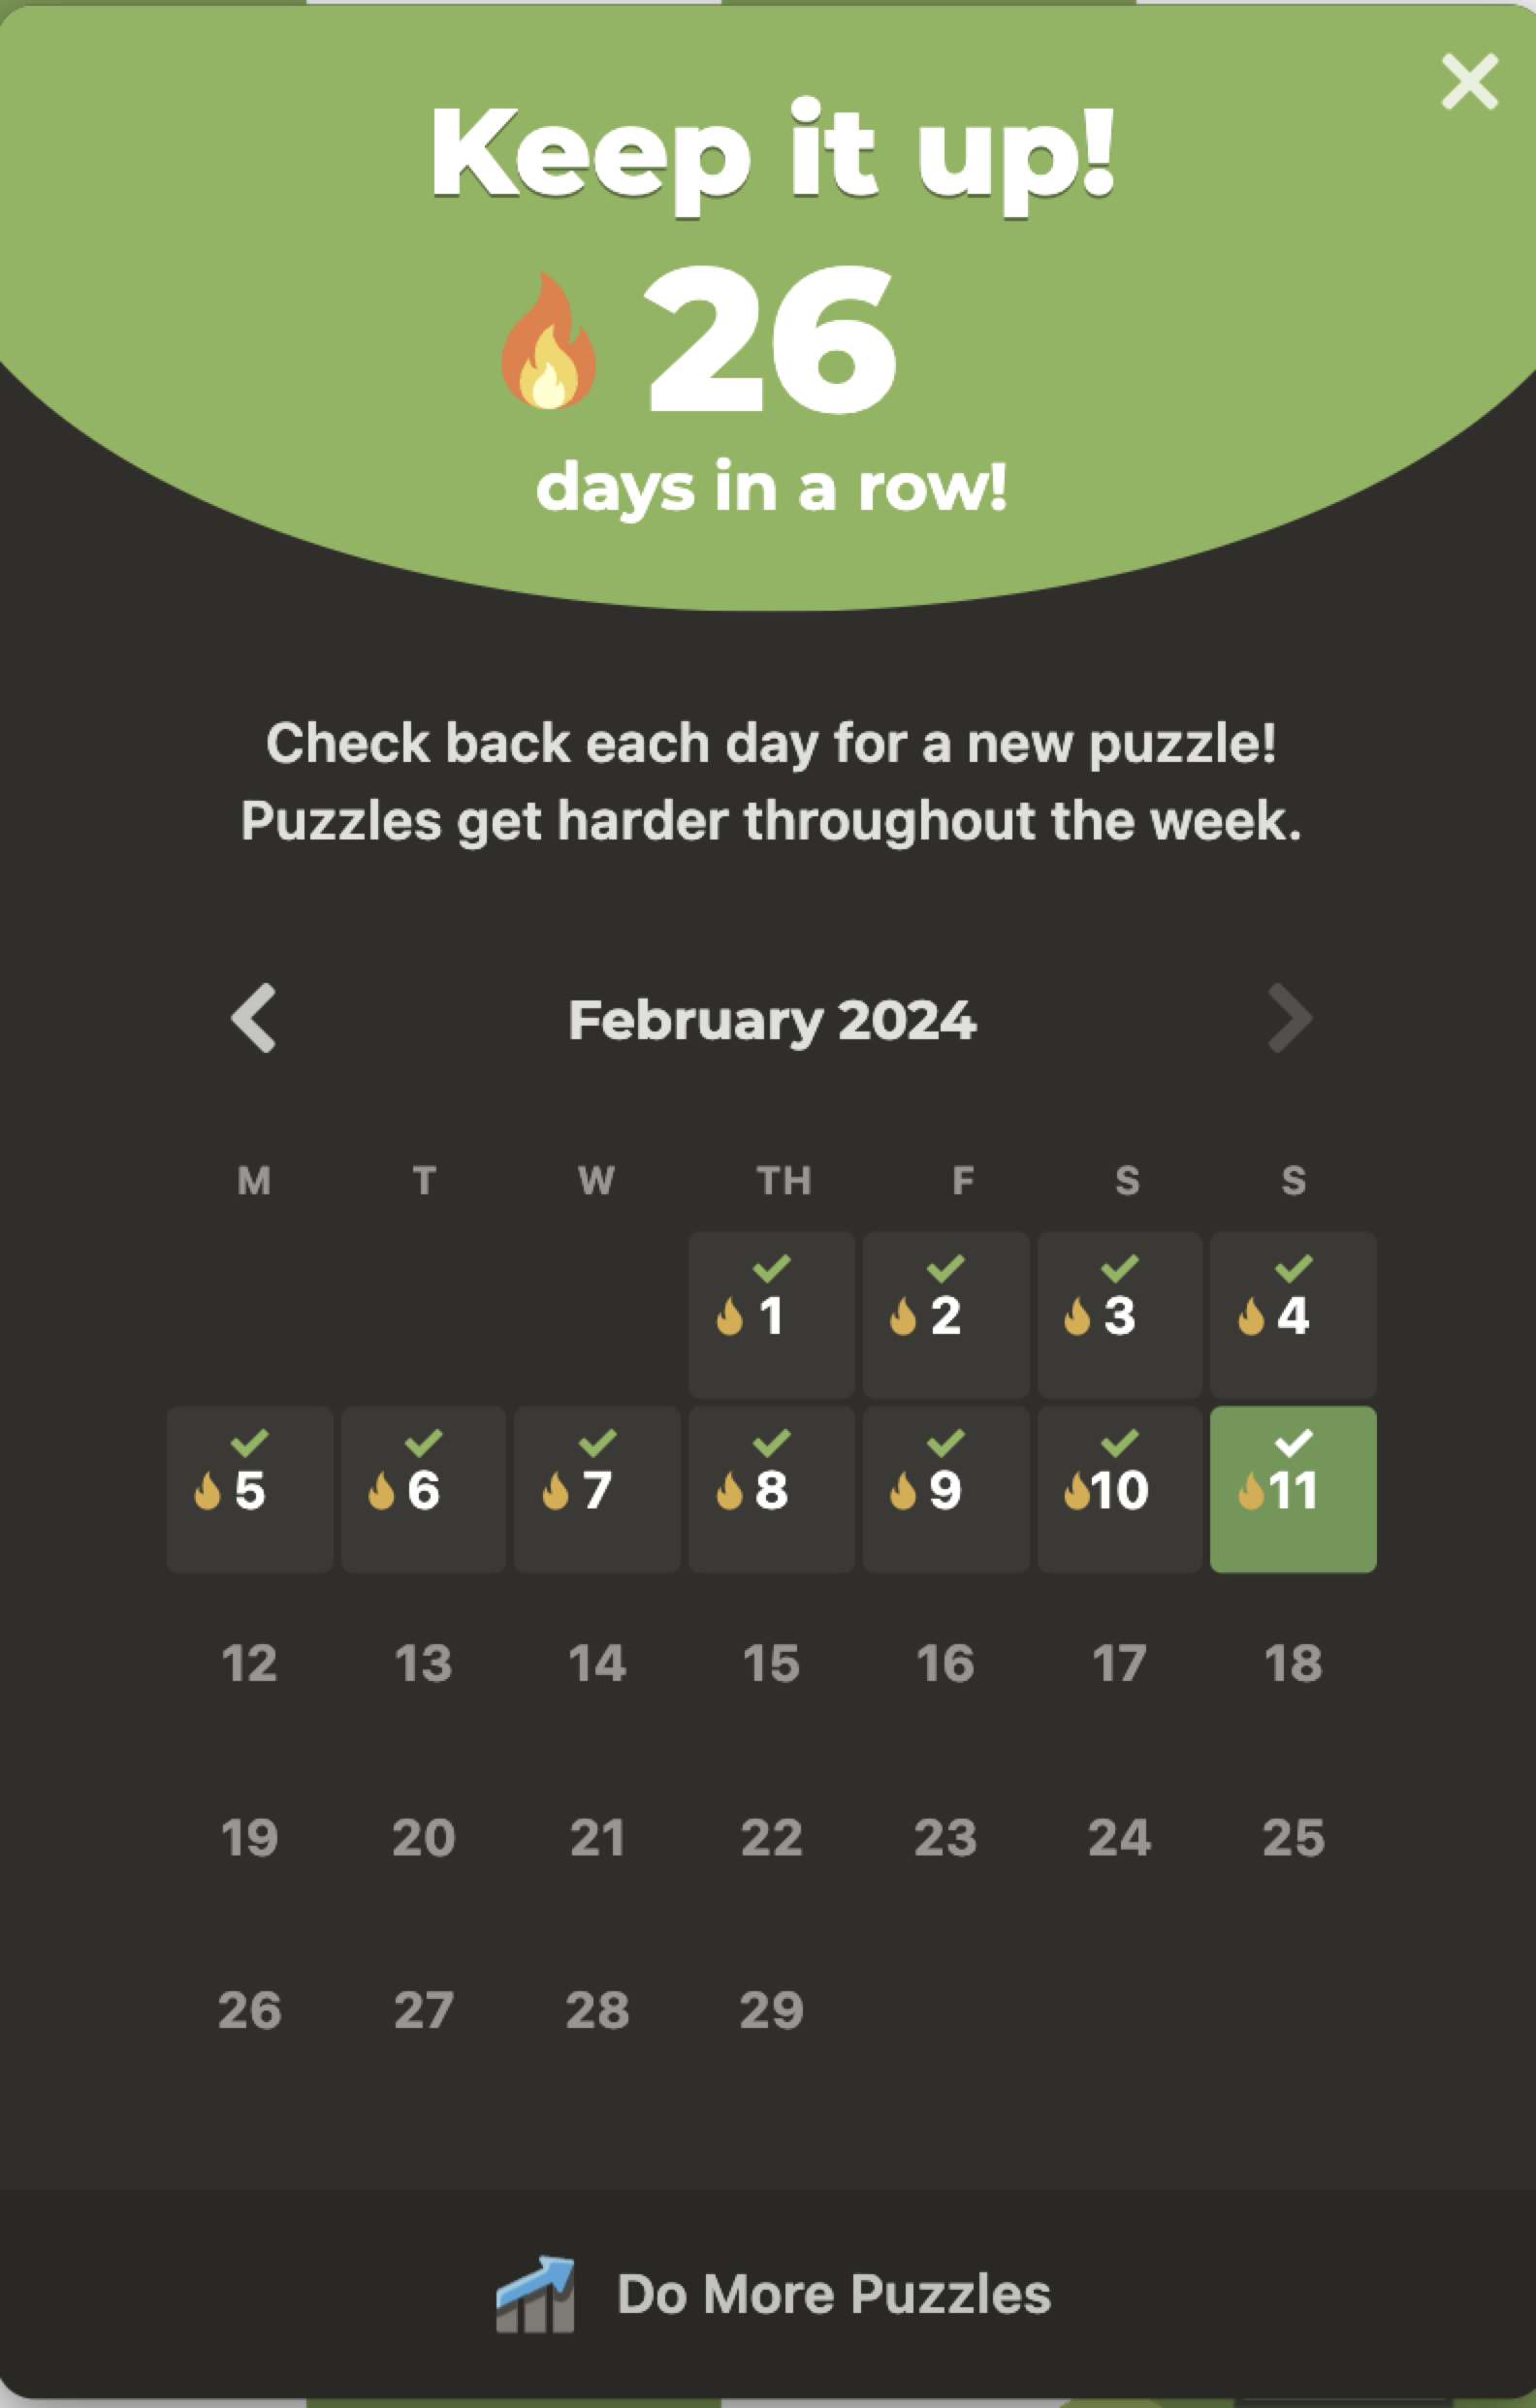 Keep it up!
26
days in a row!
Check back each day for a new puzzle!
Puzzles get harder throughout the week.
February 2024
M T W TH F S S
1 2 3 4
5 6 7 8 9 10 11
12 13 14 15 16 17 18
19 20 21 22 23 24 25
26 27 28 29
Do More Puzzles